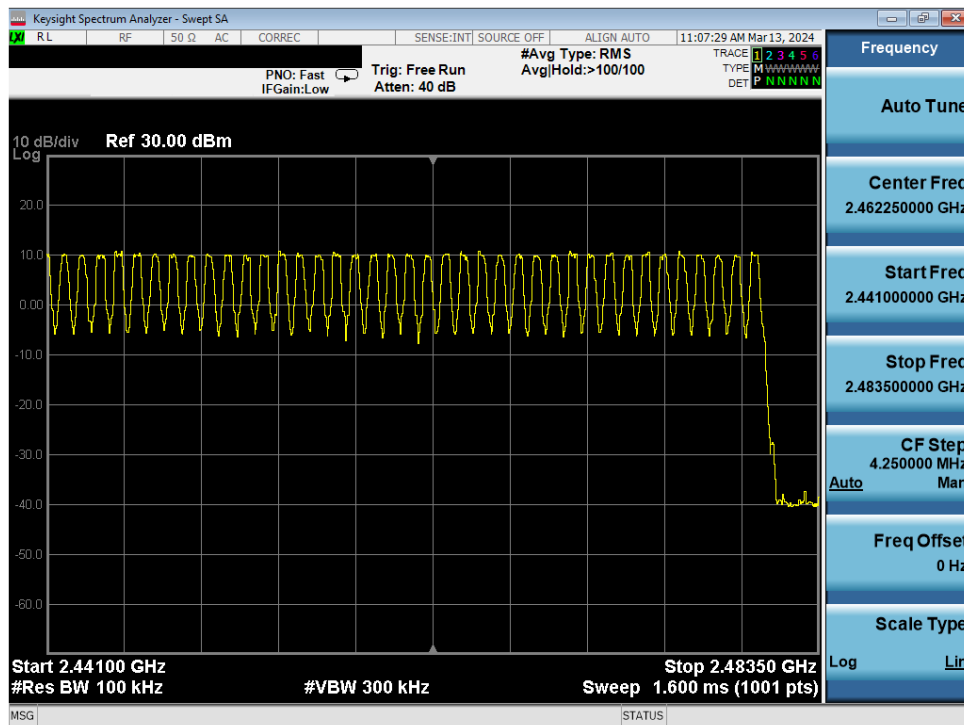 Keysight Spectrum Analyzer - Swept SA
LXI RL RF 50 Ω AC CORREC SENSE:INT SOURCE OFF ALIGN AUTO 11:07:29 AM Mar 13, 2024
PNO: Fast
IFGain:Low
Trig: Free Run
Atten: 40 dB
#Avg Type: RMS
Avg|Hold:>100/100
TRACE 1 2 3 4 5 6
TYPE M WWWWW
DET P N N N N N
10 dB/div Ref 30.00 dBm
Log
20.0
10.0
0.00
-10.0
-20.0
-30.0
-40.0
-50.0
-60.0
Start 2.44100 GHz Stop 2.48350 GHz
#Res BW 100 kHz #VBW 300 kHz Sweep 1.600 ms (1001 pts)
MSG STATUS
Frequency
Auto Tune
Center Freq
2.462250000 GHz
Start Freq
2.441000000 GHz
Stop Freq
2.483500000 GHz
CF Step
4.250000 MHz
Auto Man
Freq Offset
0 Hz
Scale Type
Log Lin